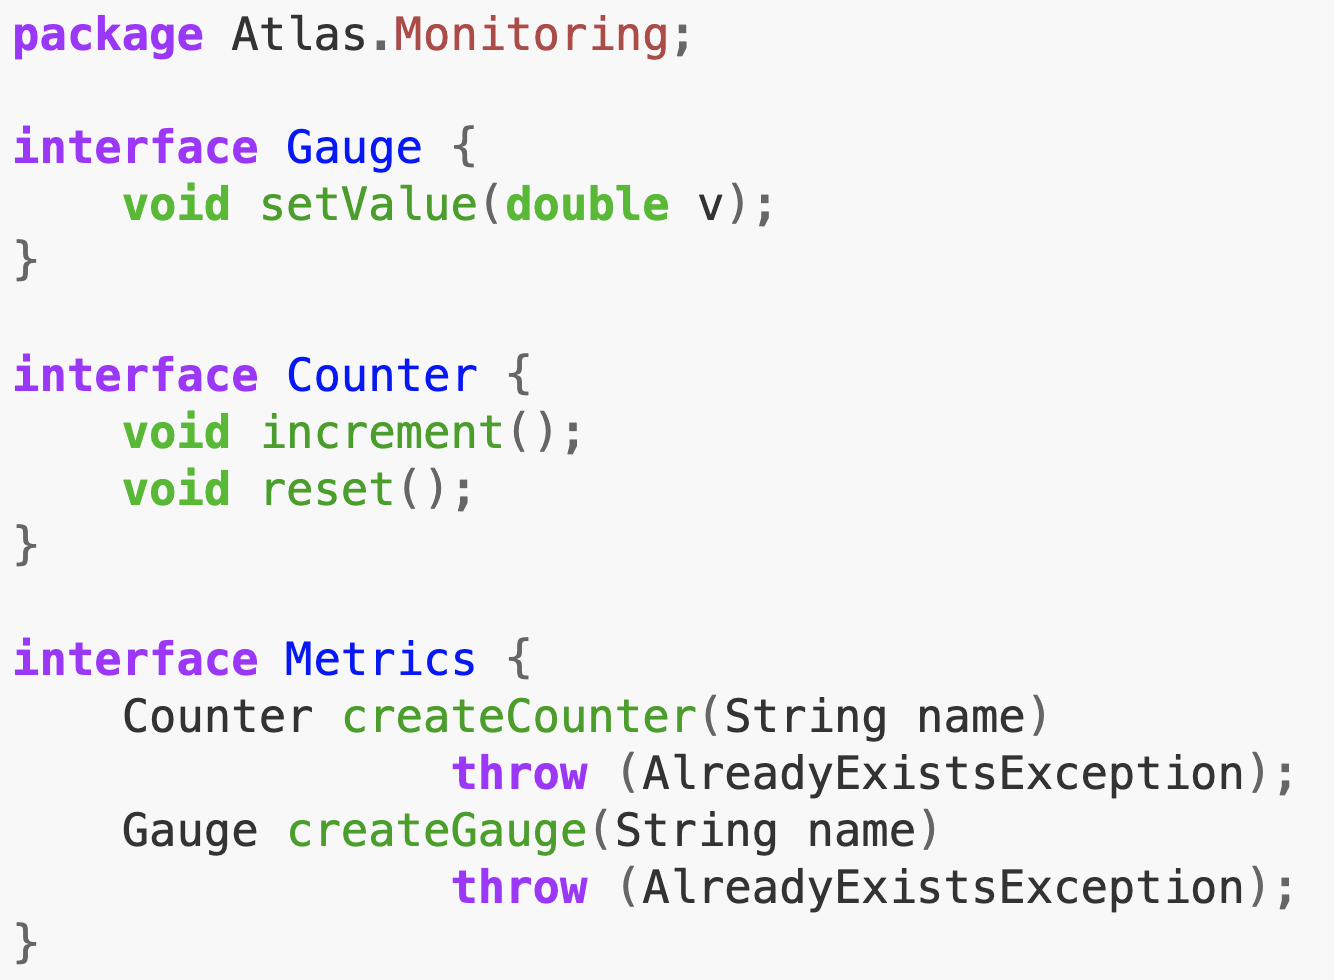 package Atlas.Monitoring;

interface Gauge {
    void setValue(double v);
}

interface Counter {
    void increment();
    void reset();
}

interface Metrics {
    Counter createCounter(String name)
                throw (AlreadyExistsException);
    Gauge createGauge(String name)
                throw (AlreadyExistsException);
}